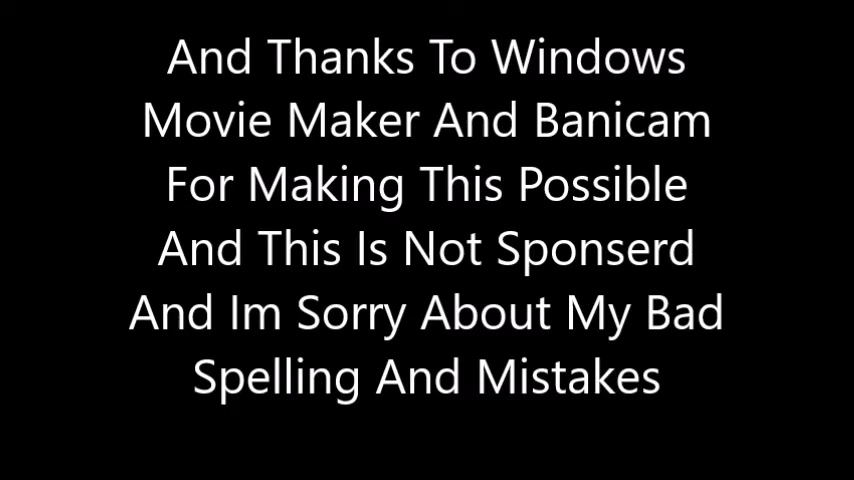 And Thanks To Windows
Movie Maker And Banicam
For Making This Possible
And This Is Not Sponserd
And Im Sorry About My Bad
Spelling And Mistakes